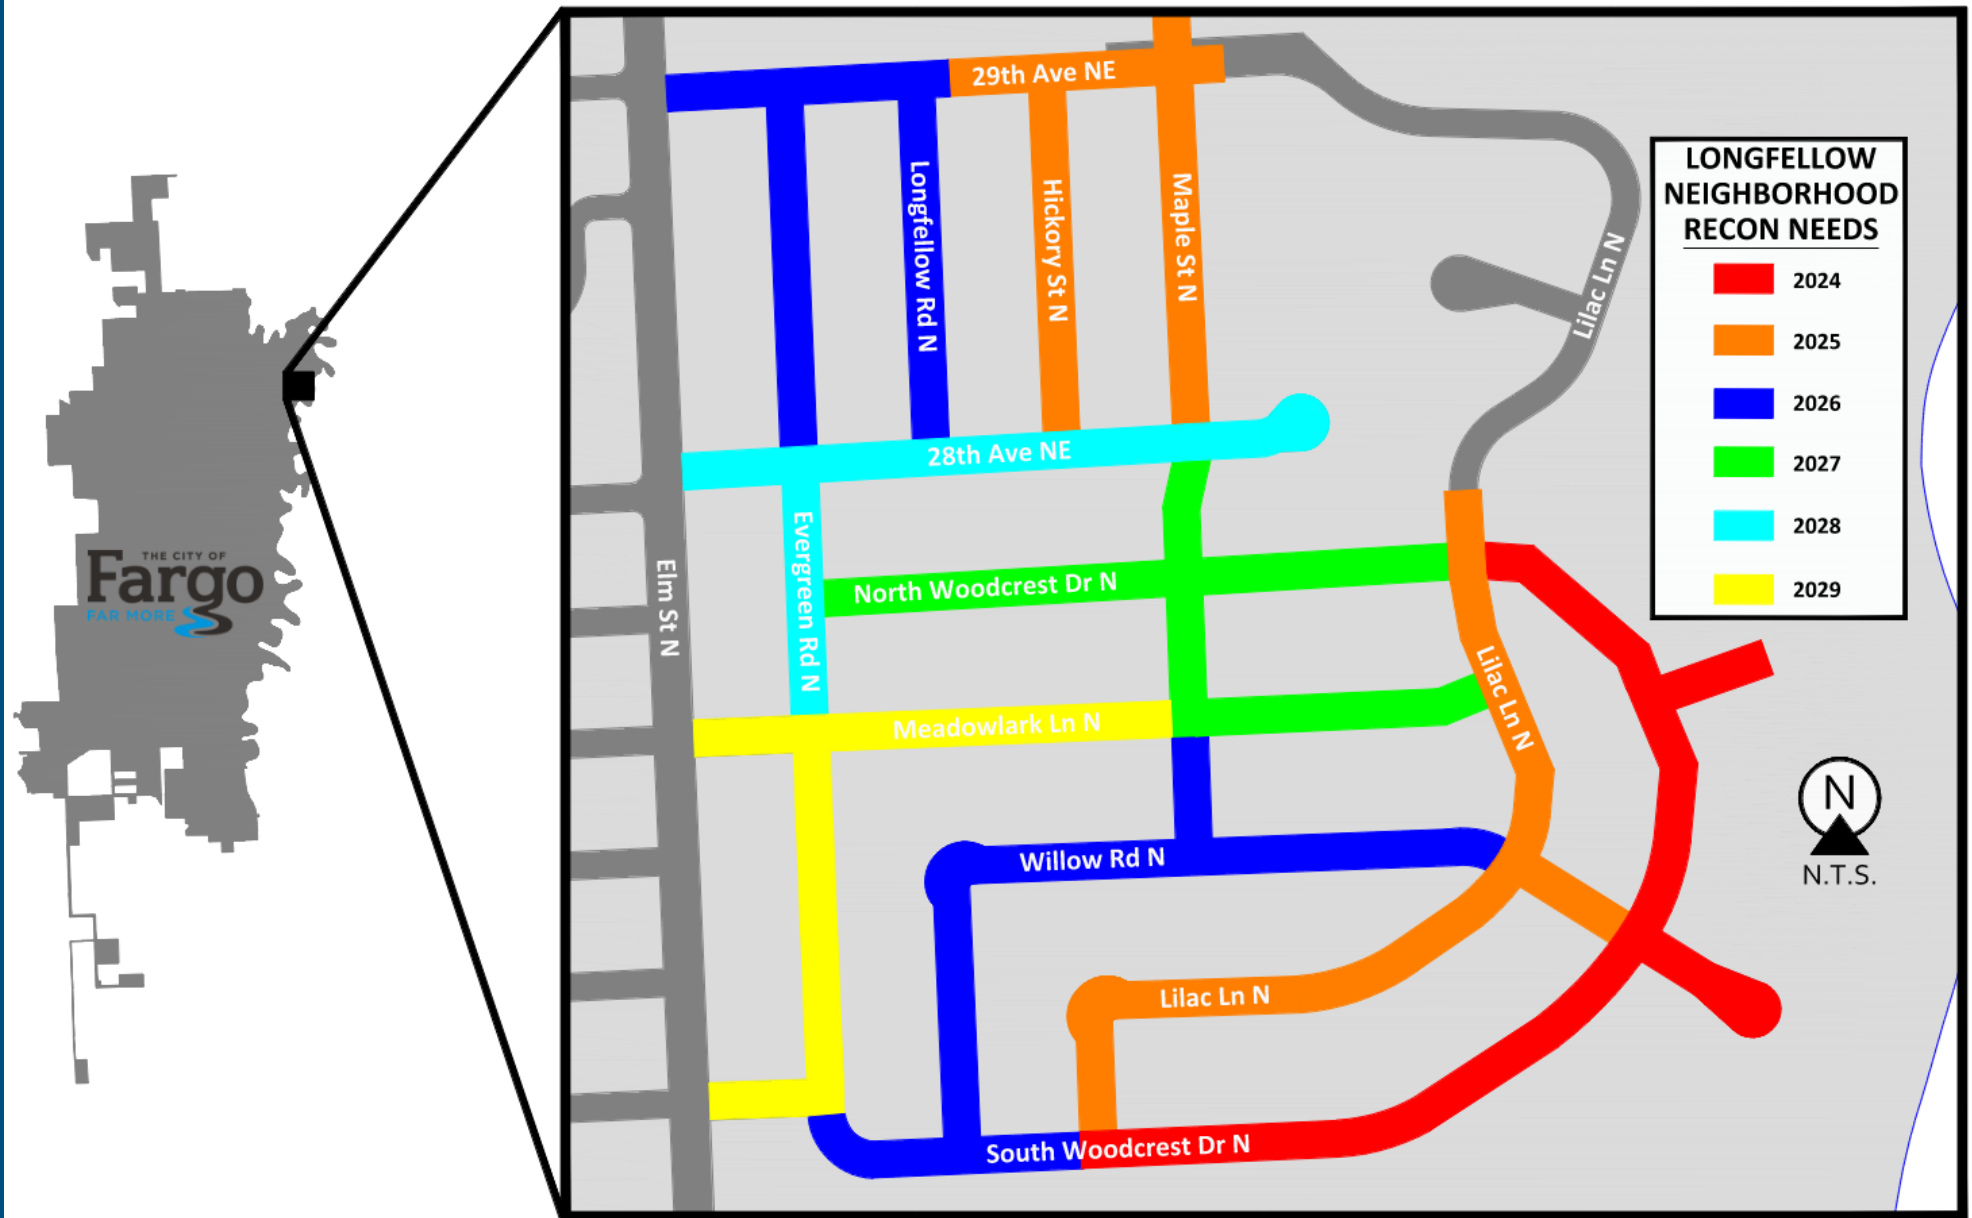 THE CITY OF
Fargo
FAR MORE
29th Ave NE
Longfellow Rd N
Hickory St N
Maple St N
Lilac Ln N
28th Ave NE
Evergreen Rd N
Elm St N
North Woodcrest Dr N
Lilac Ln N
Meadowlark Ln N
Willow Rd N
Lilac Ln N
South Woodcrest Dr N
LONGFELLOW
NEIGHBORHOOD
RECON NEEDS
2024
2025
2026
2027
2028
2029
N
N.T.S.